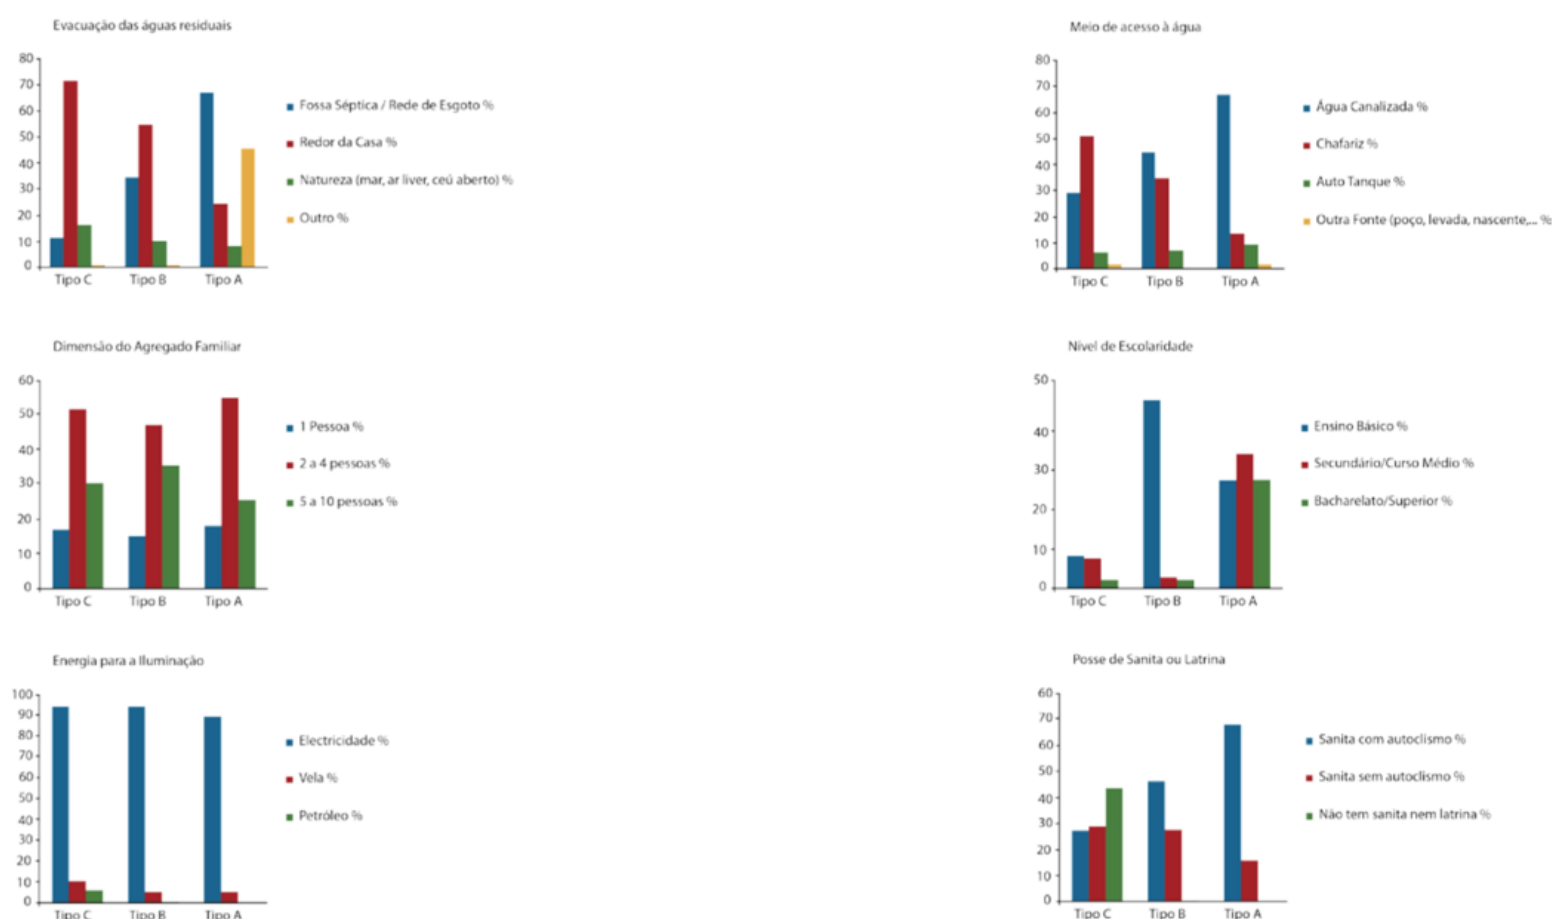 Evacuação das águas residuais
80
70
60
50
40
30
20
10
0
Tipo C Tipo B Tipo A
Fossa Séptica / Rede de Esgoto %
Redor da Casa %
Natureza (mar, ar liver, ceú aberto) %
Outro %
Meio de acesso à água
80
70
60
50
40
30
20
10
0
Tipo C Tipo B Tipo A
Água Canalizada %
Chafariz %
Auto Tanque %
Outra Fonte (poço, levada, nascente,... %
Dimensão do Agregado Familiar
60
50
40
30
20
10
0
Tipo C Tipo B Tipo A
1 Pessoa %
2 a 4 pessoas %
5 a 10 pessoas %
Nivel de Escolaridade
50
40
30
20
10
0
Tipo C Tipo B Tipo A
Ensino Básico %
Secundário/Curso Médio %
Bacharelato/Superior %
Energia para a Iluminação
100
90
80
70
60
50
40
30
20
10
0
Tipo C Tipo B Tipo A
Electricidade %
Vela %
Petróleo %
Posse de Sanita ou Latrina
60
70
60
50
40
30
20
10
0
Tipo C Tipo B Tipo A
Sanita com autoclismo %
Sanita sem autoclismo %
Não tem sanita nem latrina %